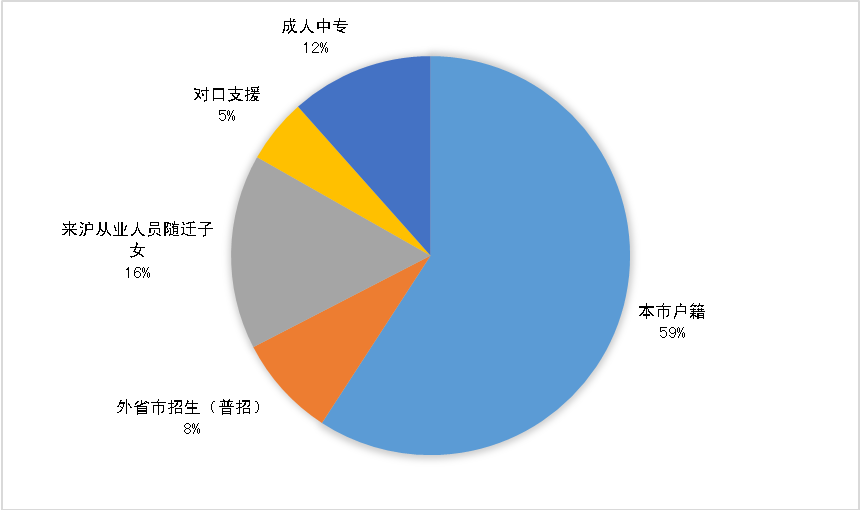 成人中专
12%
对口支援
5%
来沪从业人员随迁子
女
16%
本市户籍
59%
外省市招生（普招）
8%